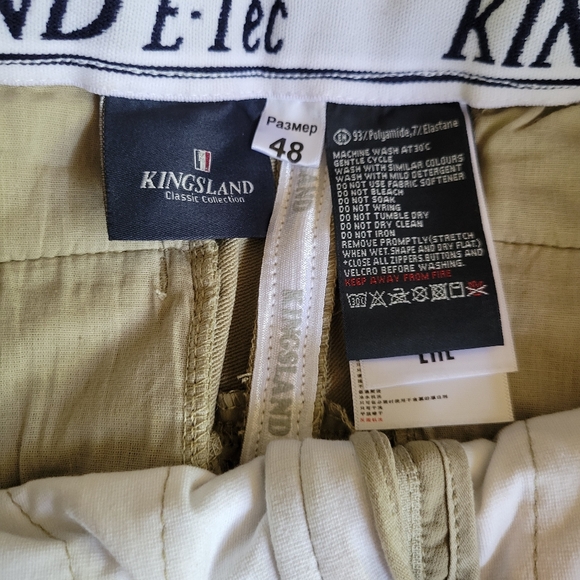 ND E-Tec KIN
KINGSLAND
Classic Collection
Размер
48
KINGSLAND
EN 93% Polyamide, 7% Elastane
MACHINE WASH AT 30°C
GENTLE CYCLE
WASH WITH SIMILAR COLOURS
WASH WITH MILD DETERGENT
DO NOT USE FABRIC SOFTENER
DO NOT BLEACH
DO NOT SOAK
DO NOT WRING
DO NOT TUMBLE DRY
DO NOT DRY CLEAN
DO NOT IRON
REMOVE PROMPTLY(STRETCH
WHEN WET.SHAPE AND DRY FLAT.)
*CLOSE ALL ZIPPERS,BUTTONS AND
VELCRO BEFORE WASHING.
KEEP AWAY FROM FIRE
30C